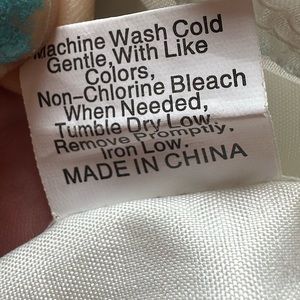 Machine Wash Cold
Gentle,With Like
Colors,
Non-Chlorine Bleach
When Needed,
Tumble Dry Low.
Remove Promptly,
Iron Low.
MADE IN CHINA